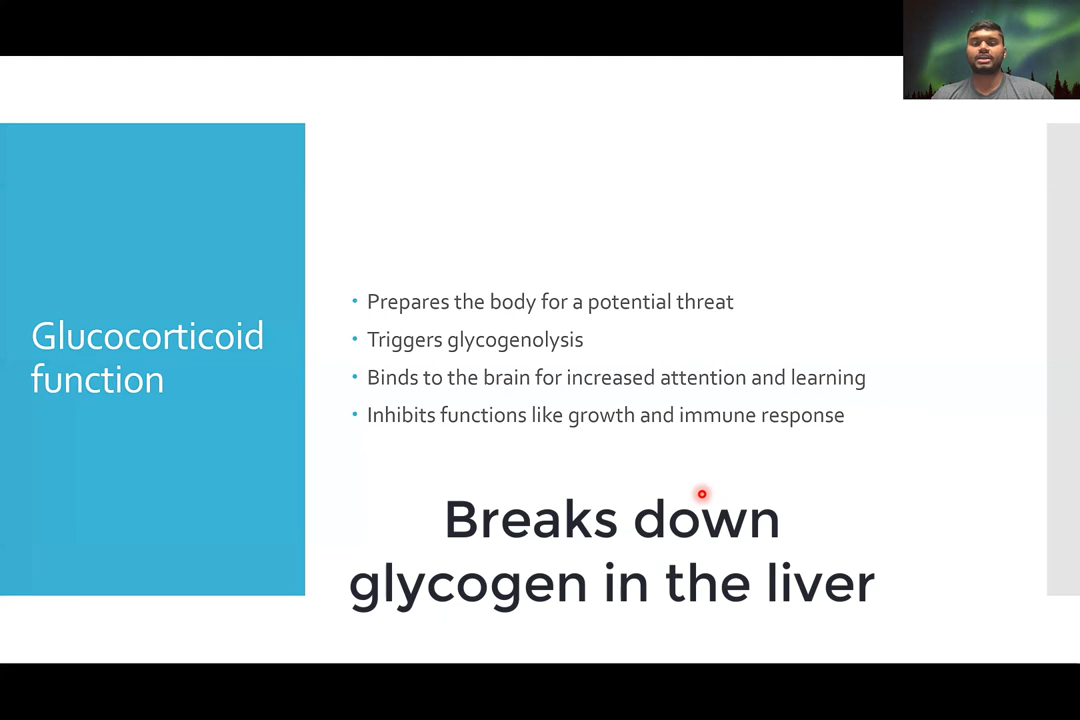 Glucocorticoid
function
Prepares the body for a potential threat
Triggers glycogenolysis
Binds to the brain for increased attention and learning
Inhibits functions like growth and immune response
Breaks down
glycogen in the liver